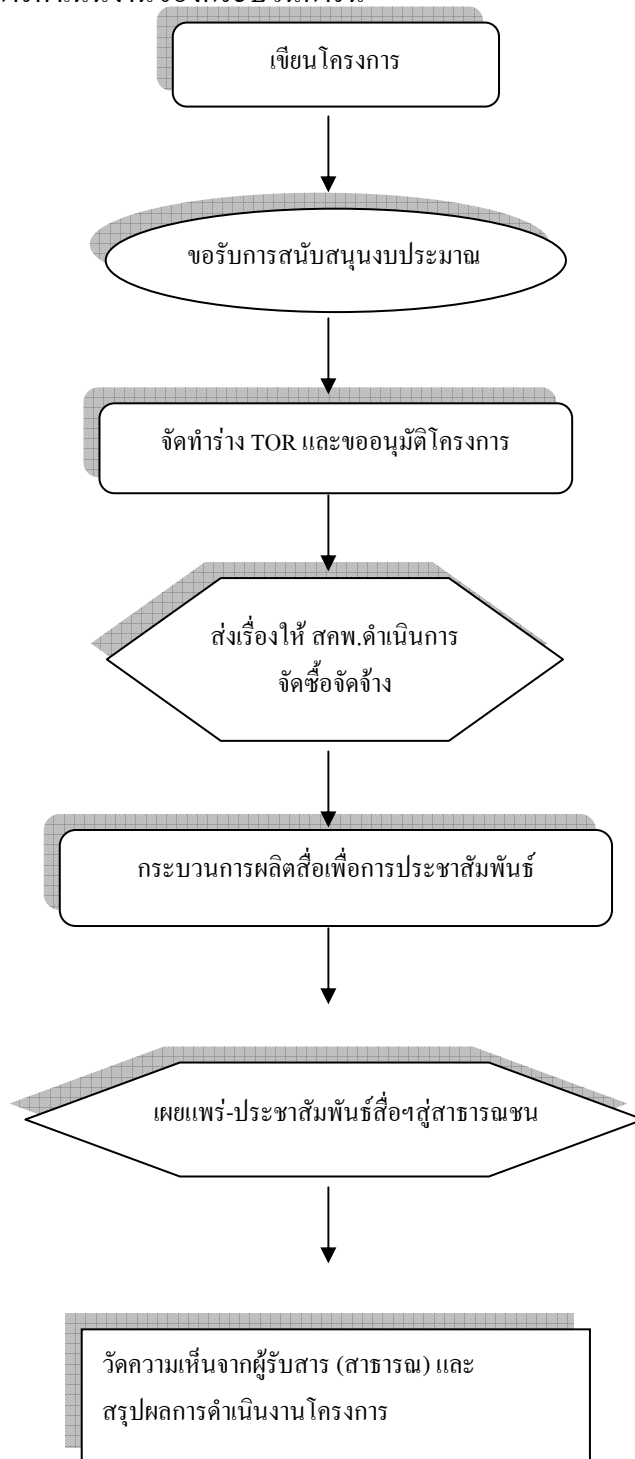 เขียนโครงการ
ขอรับการสนับสนุนงบประมาณ
จัดทำร่าง TOR และขออนุมัติโครงการ
ส่งเรื่องให้ สคพ.ดำเนินการ
จัดซื้อจัดจ้าง
กระบวนการผลิตสื่อเพื่อการประชาสัมพันธ์
เผยแพร่-ประชาสัมพันธ์สื่อฯสู่สาธารณชน
วัดความเห็นจากผู้รับสาร (สาธารณ) และ
สรุปผลการดำเนินงานโครงการ